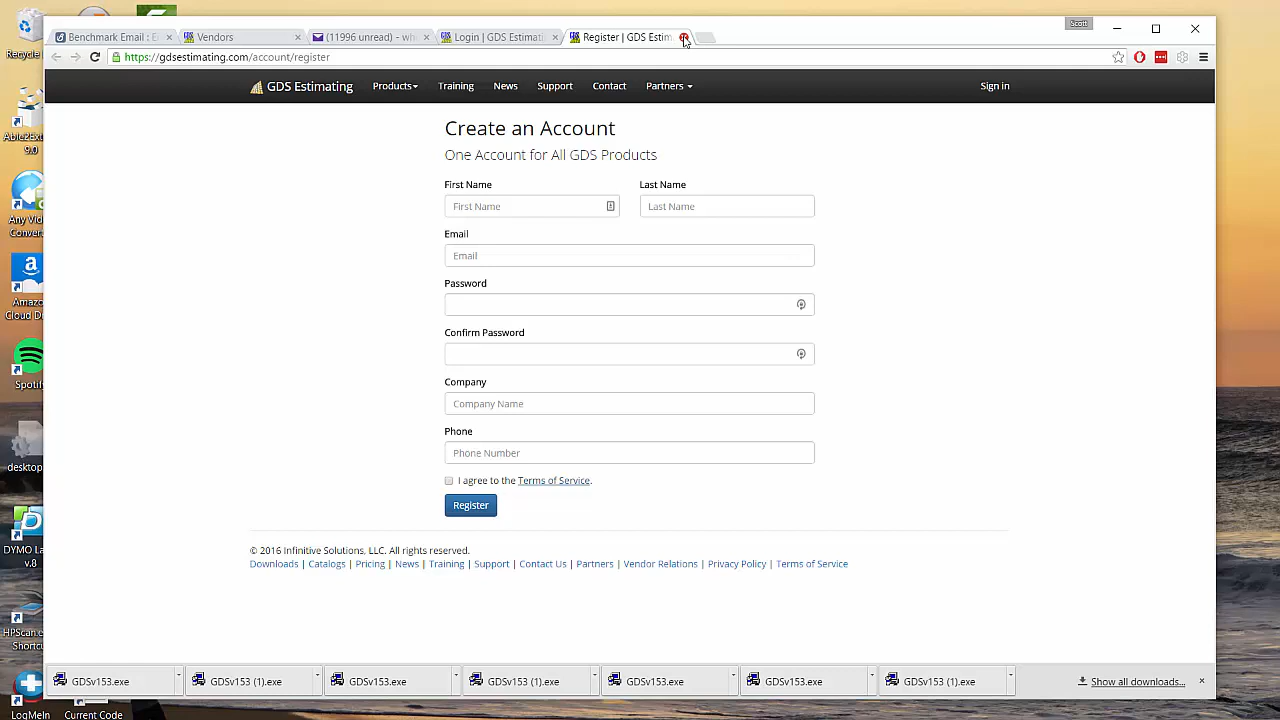 Scott
Benchmark Email : E
Vendors
(11996 unread) - wh
Login | GDS Estimati
Register | GDS Estim
https://gdsestimating.com/account/register
GDS Estimating
Products
Training
News
Support
Contact
Partners
Sign in
Create an Account
One Account for All GDS Products
First Name
Last Name
First Name
Last Name
Email
Email
Password
Confirm Password
Company
Company Name
Phone
Phone Number
I agree to the Terms of Service.
Register
© 2016 Infinitive Solutions, LLC. All rights reserved.
Downloads | Catalogs | Pricing | News | Training | Support | Contact Us | Partners | Vendor Relations | Privacy Policy | Terms of Service
GDSv153.exe
GDSv153 (1).exe
GDSv153.exe
GDSv153 (1).exe
GDSv153.exe
GDSv153.exe
GDSv153 (1).exe
Show all downloads...
Recycle
Able2Ext
9.0
Any Vid
Convert
Amazo
Cloud Dr
Spotif
desktop
DYMO La
v.8
HPScan.e
Shortcu
LogMeIn
Current Code